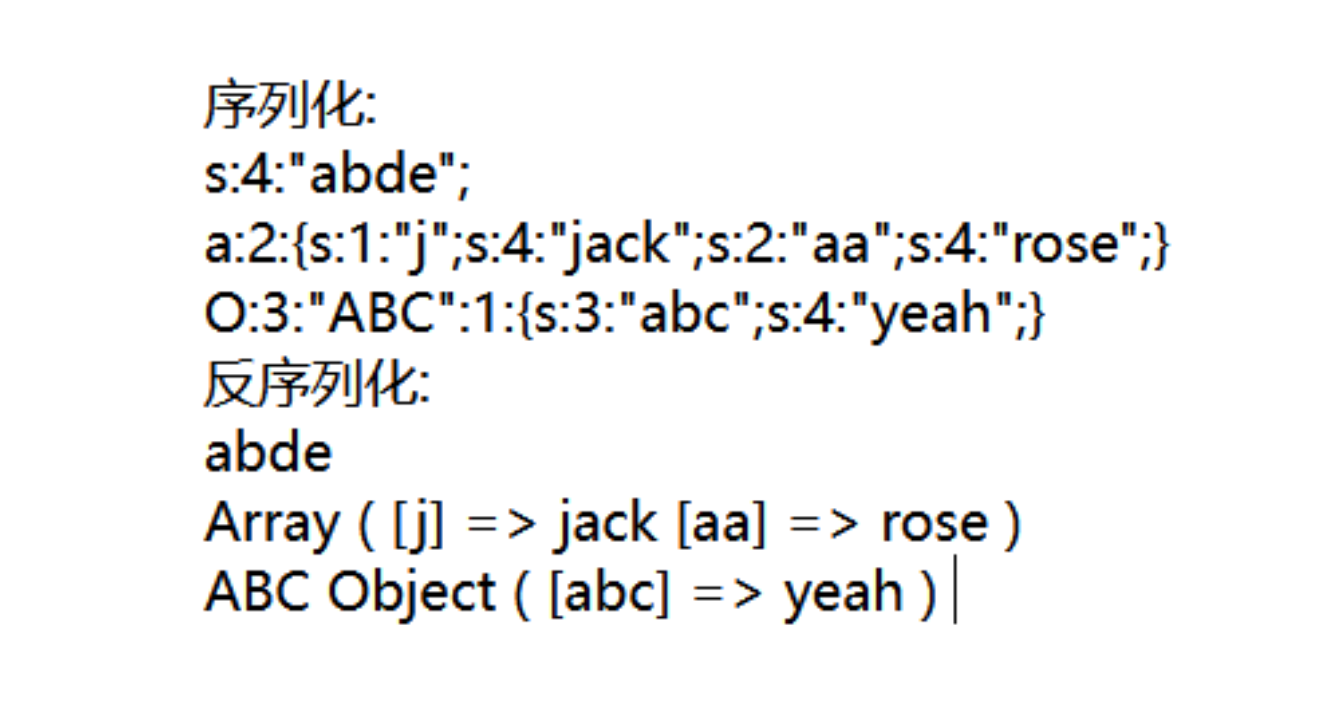 序列化:
s:4:"abde";
a:2:{s:1:"j";s:4:"jack";s:2:"aa";s:4:"rose";}
O:3:"ABC":1:{s:3:"abc";s:4:"yeah";}
反序列化:
abde
Array ( [j] => jack [aa] => rose )
ABC Object ( [abc] => yeah )